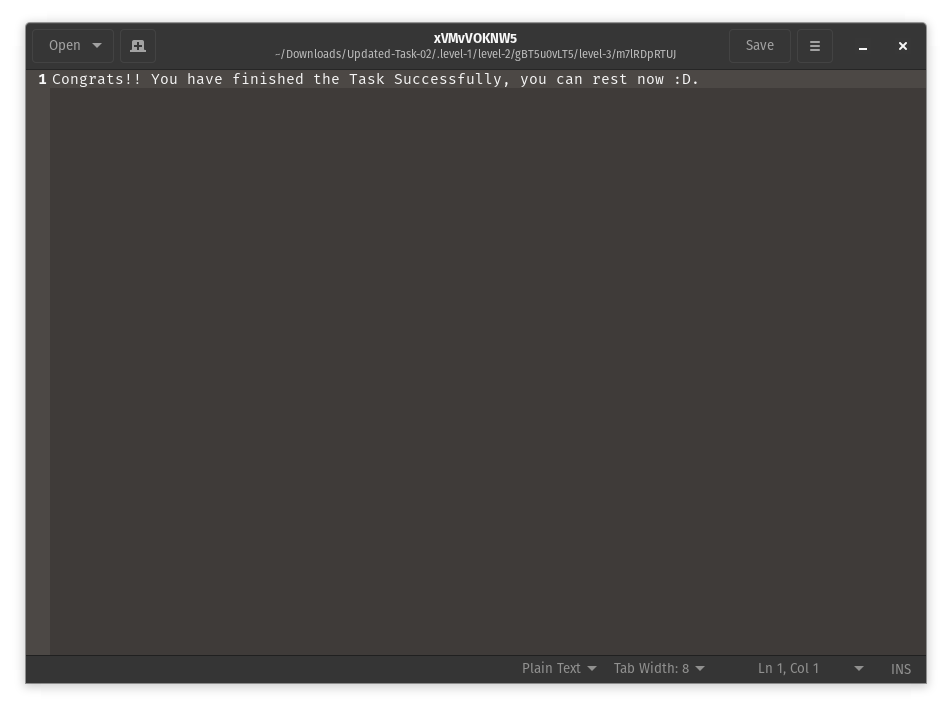 Open
xVMvVOKNW5
~/Downloads/Updated-Task-02/.level-1/level-2/gBT5u0vLT5/level-3/m7lRDpRTUJ
Save
1 Congrats!! You have finished the Task Successfully, you can rest now :D.
Plain Text Tab Width: 8 Ln 1, Col 1 INS